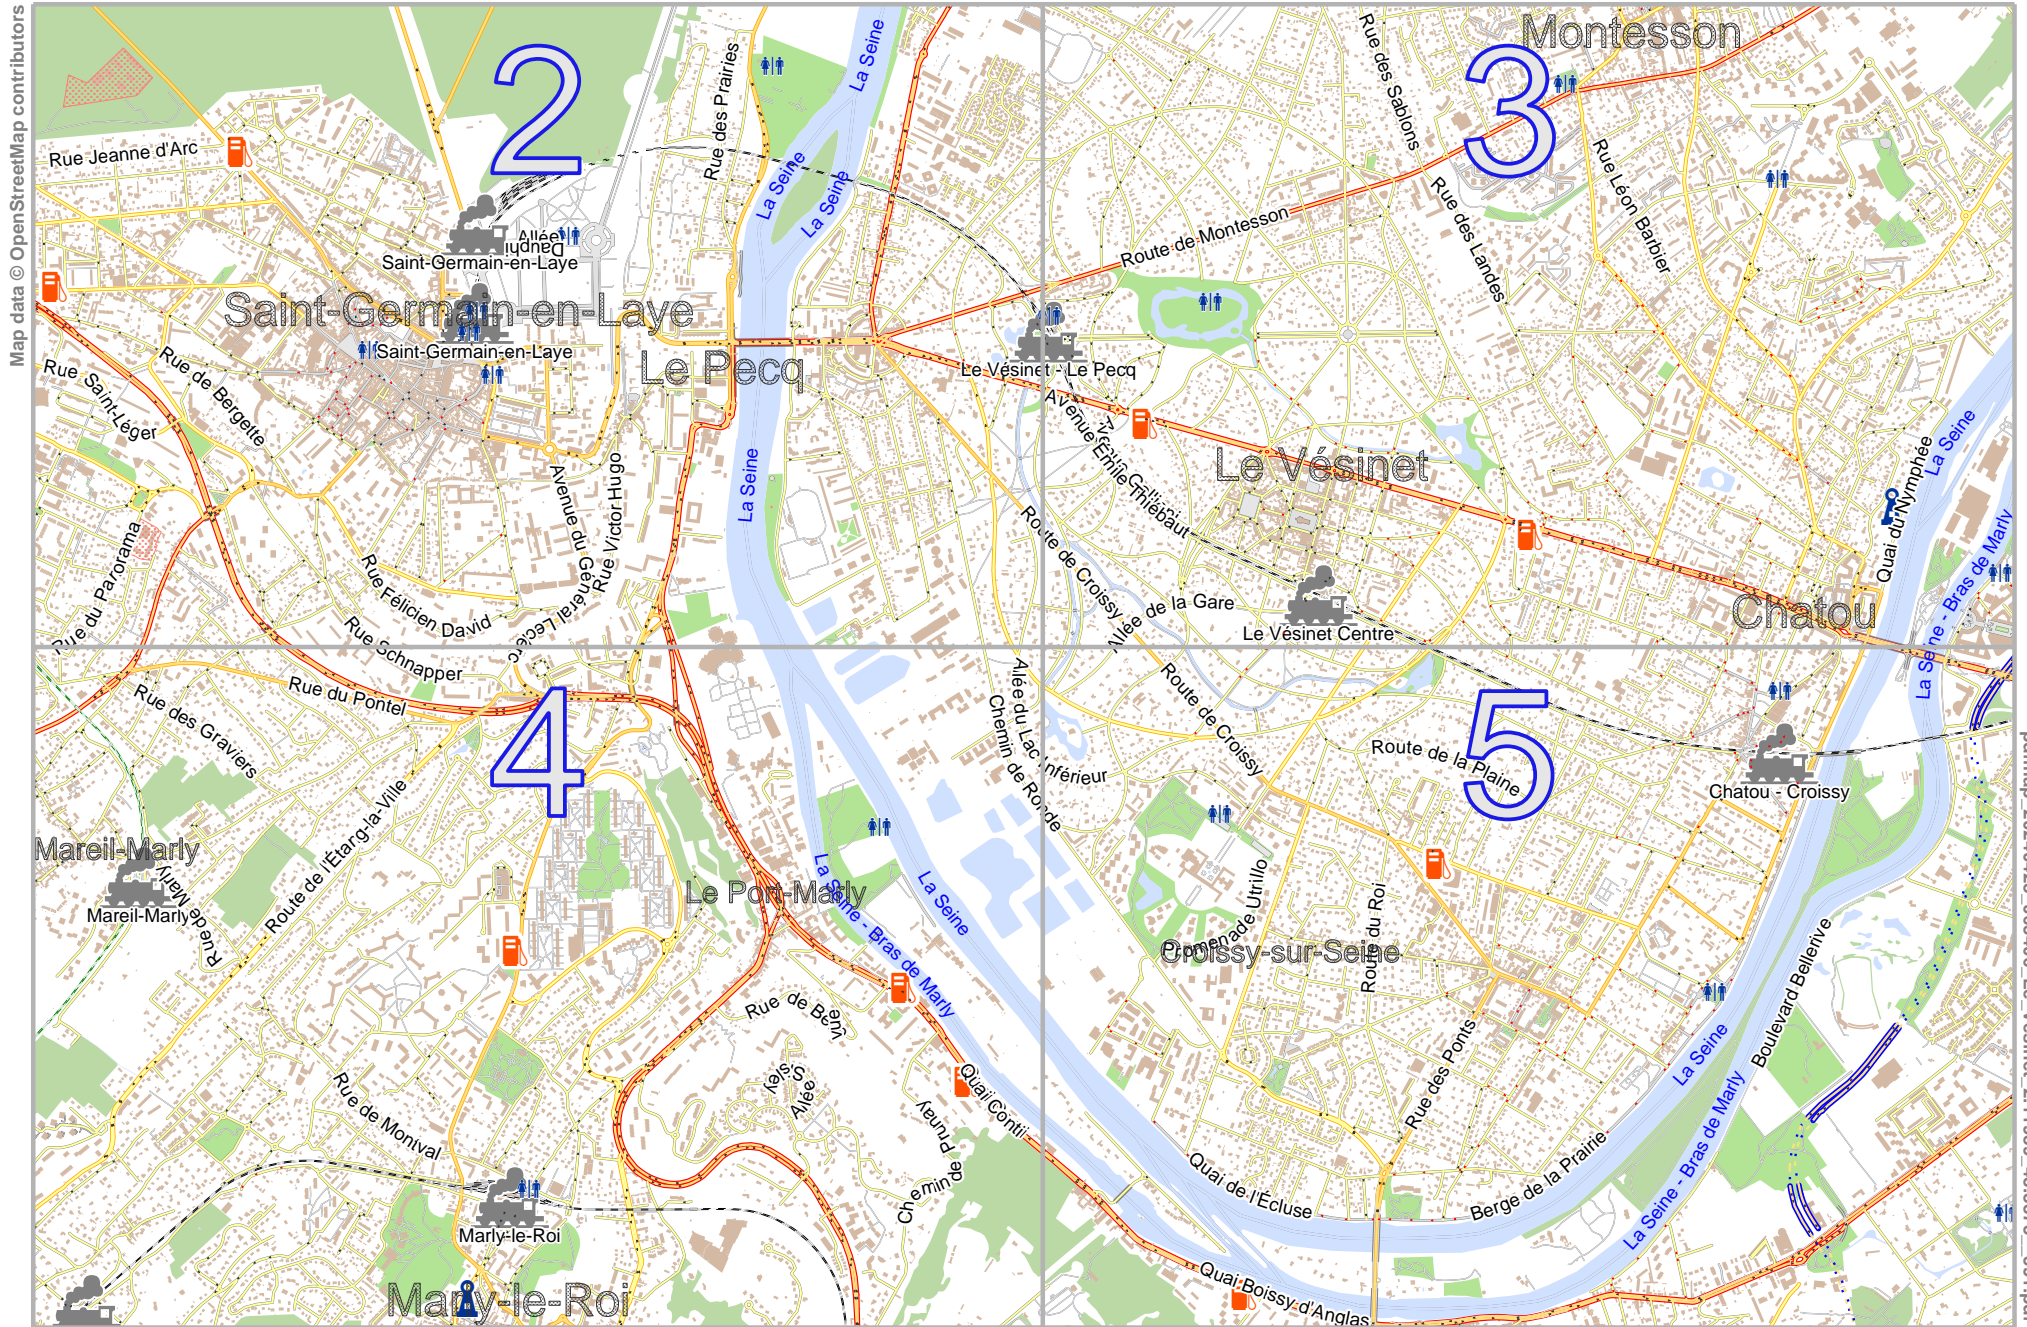 Map data © OpenStreetMap contributors
2
3
Montesson
La Seine
Rue des Prairies
Rue des Sablons
Rue Jeanne d'Arc
La Seine
La Seine
Rue Léon Barbier
Rue des Landes
Allée
Dauphin
Saint-Germain-en-Laye
Route de Montesson
Saint-Germain-en-Laye
Saint-Germain-en-Laye
Le Pecq
Le Vésinet - Le Pecq
Rue Saint-Léger
Rue de Bergette
Avenue Émile Thiébaut
Le Vésinet
La Seine
La Seine
Quai du Nymphée
Avenue du Général Leclerc
Rue Victor Hugo
Route de Croissy
La Seine - Bras de Marly
Rue du Panorama
Rue Félicien David
Allée de la Gare
Le Vésinet Centre
Chatou
Rue Schnapper
4
5
Rue du Pontel
Rue des Graviers
Allée du Lac Inférieur
Chemin de Ronde
Route de Croissy
Route de la Plaine
Chatou - Croissy
Route de l'Étang-la-Ville
Mareil-Marly
Mareil-Marly
Rue de Marly
Le Port-Marly
La Seine - Bras de Marly
La Seine
Promenade Utrillo
Croissy-sur-Seine
Route du Roi
Boulevard Bellerive
Rue de Bellevue
Allée Sisley
Quai Conti
Chemin de Prunay
Rue de Monival
Rue des Ponts
La Seine
La Seine - Bras de Marly
Quai de l'Écluse
Berge de la Prairie
Marly-le-Roi
Marly-le-Roi
Quai Boissy d'Anglas